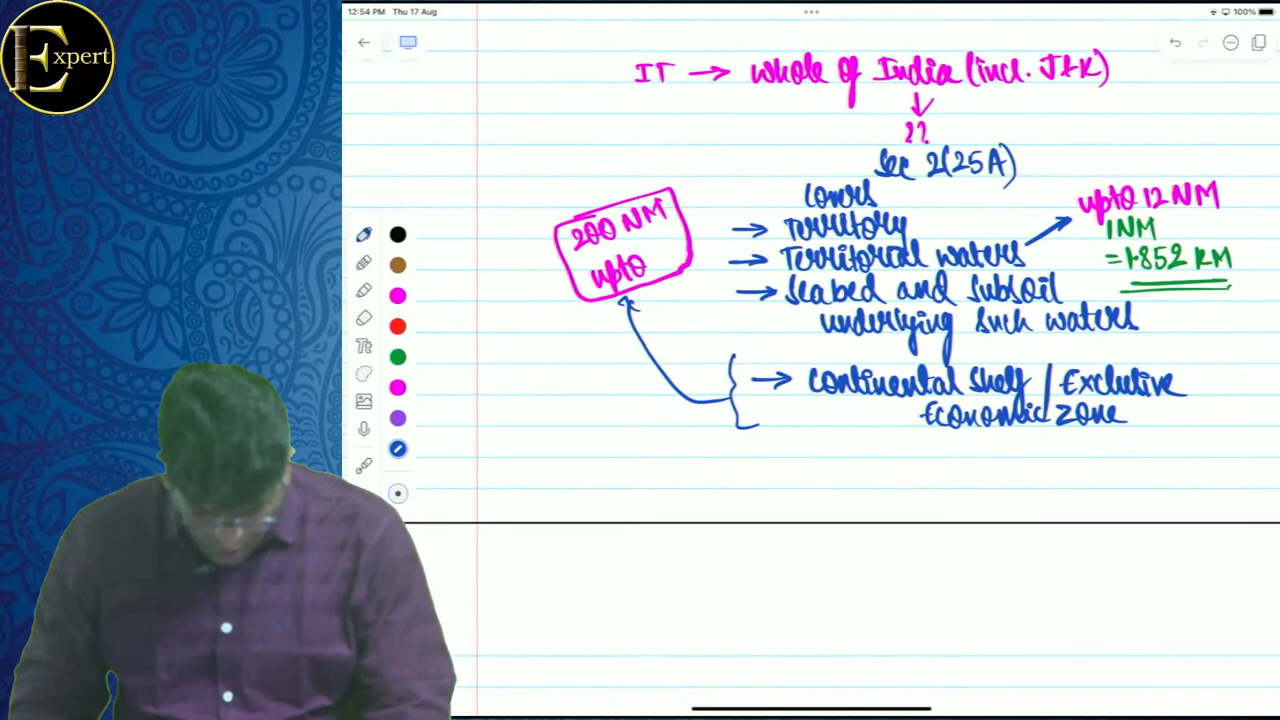 Expert
12:54 PM Thu 17 Aug
100%
IT → whole of India (incl. J&K)
↓
??
Sec 2(25A)
covers
→ Territory
→ Territorial waters
→ Seabed and subsoil
underlying such waters
→ Continental shelf / Exclusive
Economic zone
upto 12 NM
1 NM
= 1.852 KM
200 NM
upto
Tt